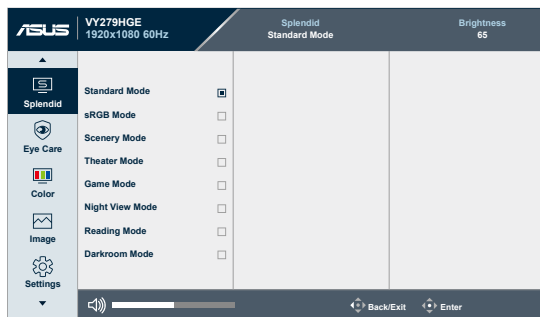 ASUS
VY279HGE
1920x1080 60Hz
Splendid
Standard Mode
Brightness
65
Splendid
Eye Care
Color
Image
Settings
Standard Mode
sRGB Mode
Scenery Mode
Theater Mode
Game Mode
Night View Mode
Reading Mode
Darkroom Mode
Back/Exit
Enter